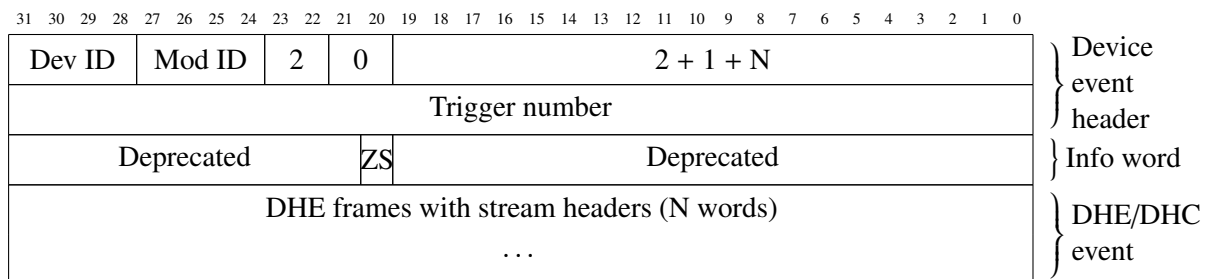 31 30 29 28 27 26 25 24 23 22 21 20 19 18 17 16 15 14 13 12 11 10 9 8 7 6 5 4 3 2 1 0
Dev ID Mod ID 2 0 2 + 1 + N
Device
event
header
Trigger number
Deprecated ZS Deprecated
Info word
DHE frames with stream headers (N words)
. . .
DHE/DHC
event